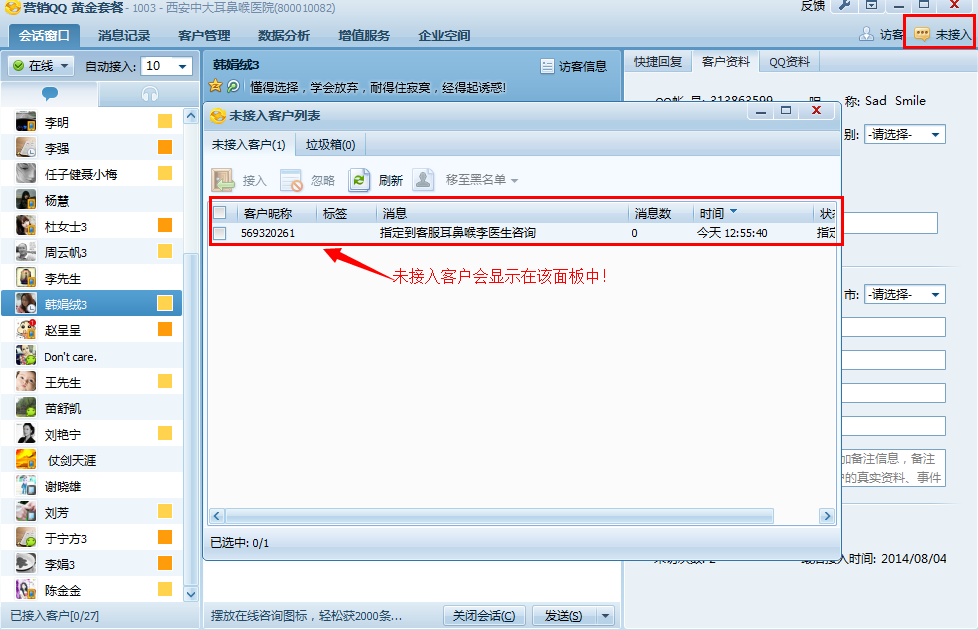 营销QQ 黄金套餐 - 1003 - 西安中大耳鼻喉医院(800010082)
反馈
会话窗口 消息记录 客户管理 数据分析 增值服务 企业空间
访客 未接入
在线 自动接入: 10
韩娟绒3
访客信息
懂得选择，学会放弃，耐得住寂寞，经得起诱惑!
快捷回复 客户资料 QQ资料
313863599
称: Sad Smile
别: -请选择-
市: -请选择-
李明
李强
任子健聂小梅
杨慧
杜女士3
周云帆3
李先生
韩娟绒3
赵呈呈
Don't care.
王先生
苗舒凯
刘艳宁
仗剑天涯
谢晓雄
刘芳
于宁方3
李娟3
陈金金
已接入客户[0/27]
未接入客户列表
未接入客户(1) 垃圾箱(0)
接入 忽略 刷新 移至黑名单
客户昵称 标签 消息 消息数 时间 状
569320261 指定到客服耳鼻喉李医生咨询 0 今天 12:55:40 指定
未接入客户会显示在该面板中!
已选中: 0/1
加备注信息，备注
的真实资料、事件
接入时间: 2014/08/04
摆放在线咨询图标，轻松获2000条...
关闭会话(C) 发送(S)